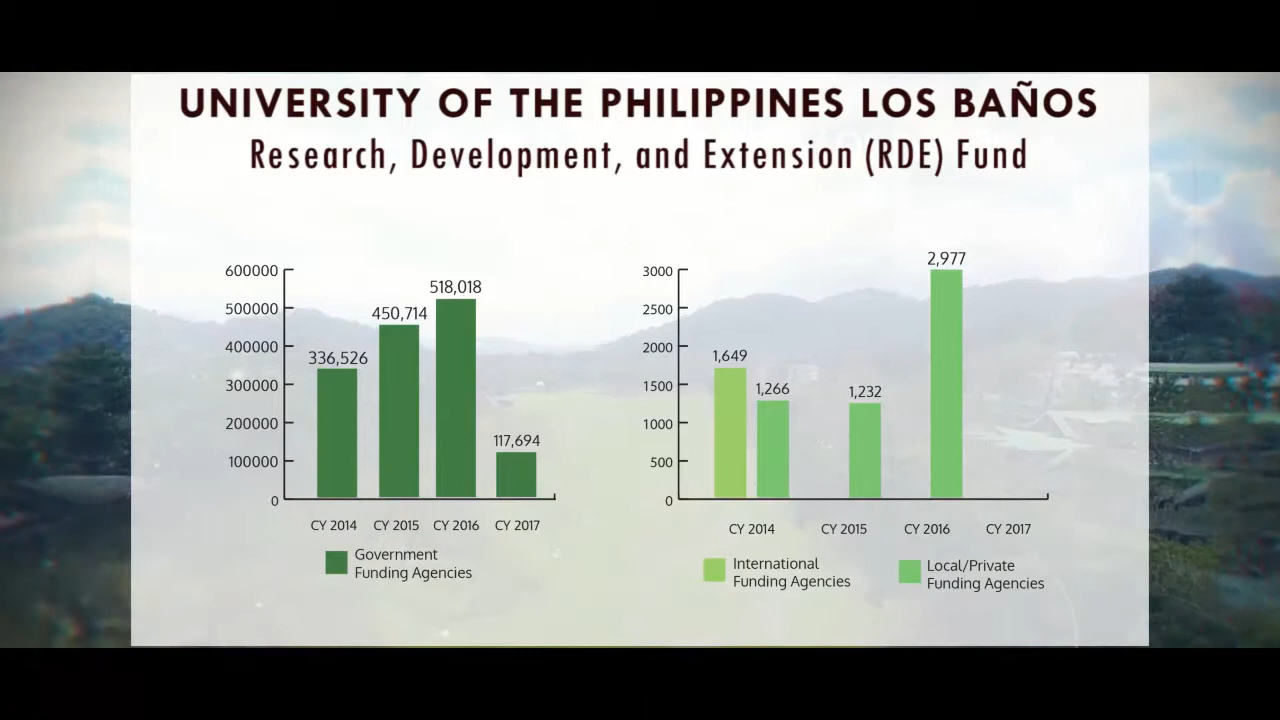 UNIVERSITY OF THE PHILIPPINES LOS BAÑOS
Research, Development, and Extension (RDE) Fund
600000
500000
400000
300000
200000
100000
0
336,526
450,714
518,018
117,694
CY 2014
CY 2015
CY 2016
CY 2017
Government
Funding Agencies
3000
2500
2000
1500
1000
500
0
1,649
1,266
1,232
2,977
CY 2014
CY 2015
CY 2016
CY 2017
International
Funding Agencies
Local/Private
Funding Agencies